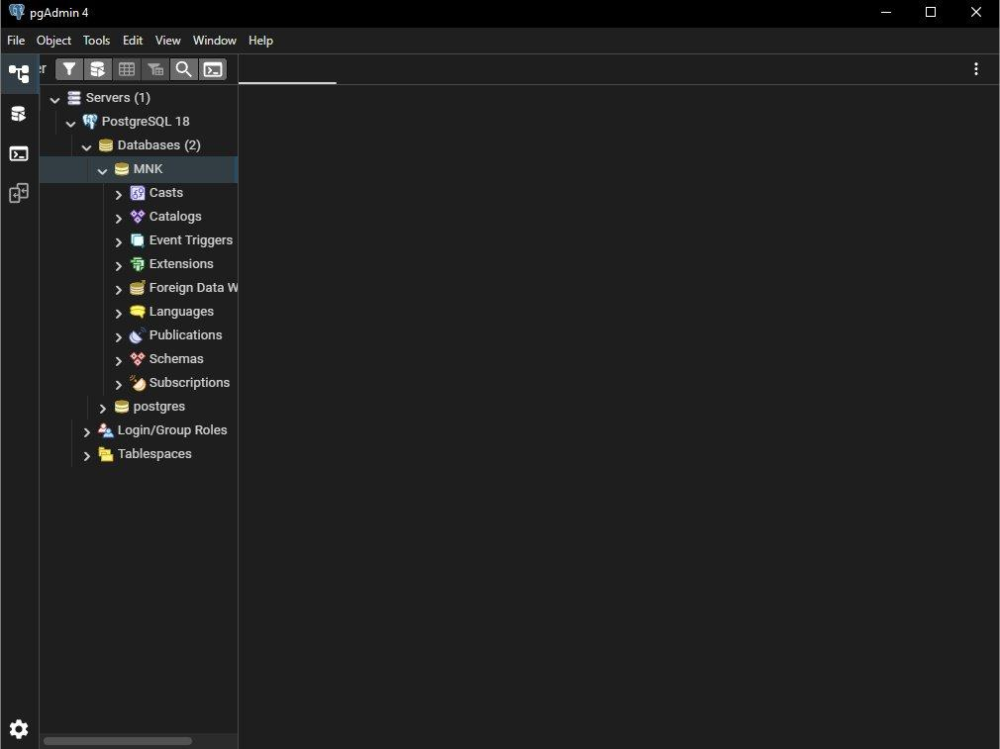 pgAdmin 4
File Object Tools Edit View Window Help
er
Servers (1)
PostgreSQL 18
Databases (2)
MNK
Casts
Catalogs
Event Triggers
Extensions
Foreign Data W
Languages
Publications
Schemas
Subscriptions
postgres
Login/Group Roles
Tablespaces